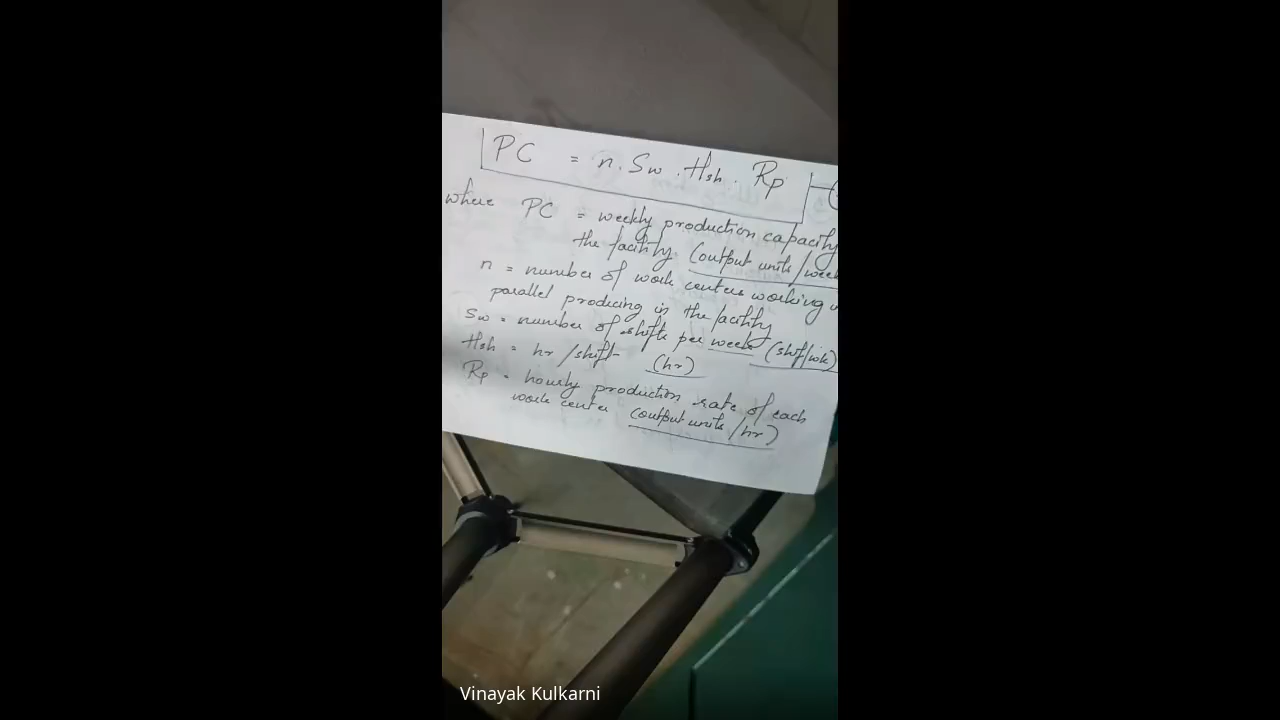 PC = n. Sw . Hsh . Rp
where PC = weekly production capacity
the facility (output units/week
n = number of work centers working
parallel producing in the facility
Sw = number of shifts per week (shif/wk)
Hsh = hr/shift (hr)
Rp = hourly production rate of each
work center (output units/hr)
Vinayak Kulkarni